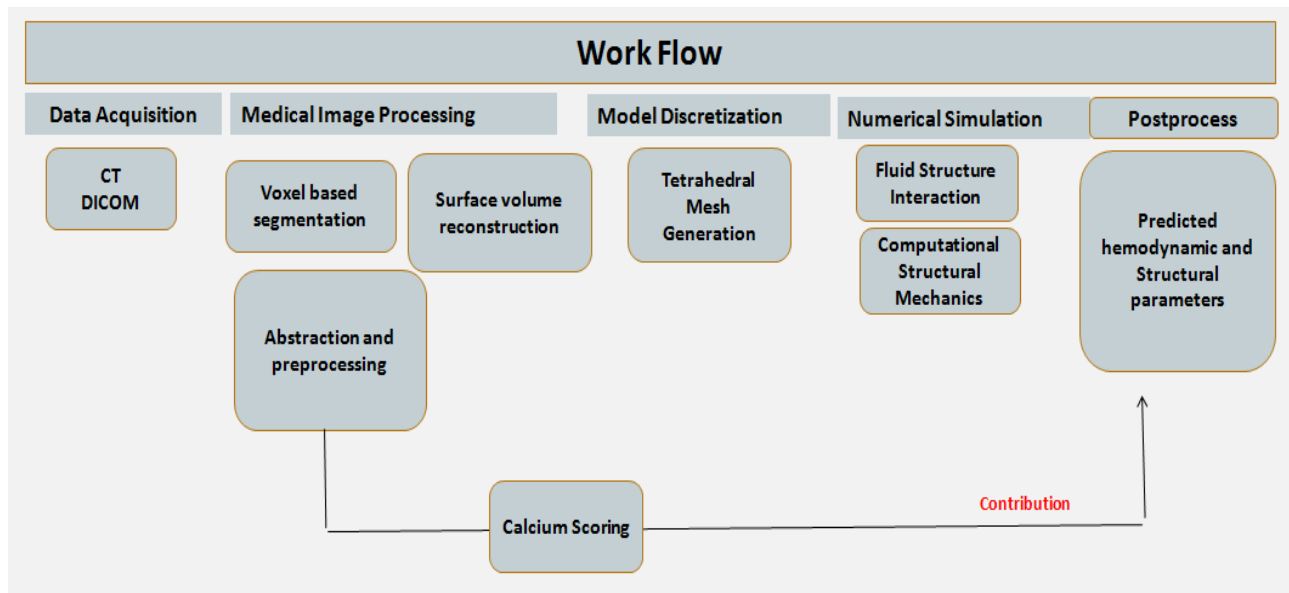 Work Flow
Data Acquisition
Medical Image Processing
Model Discretization
Numerical Simulation
Postprocess
CT
DICOM
Voxel based
segmentation
Surface volume
reconstruction
Abstraction and
preprocessing
Tetrahedral
Mesh
Generation
Fluid Structure
Interaction
Computational
Structural
Mechanics
Predicted
hemodynamic and
Structural
parameters
Calcium Scoring
Contribution